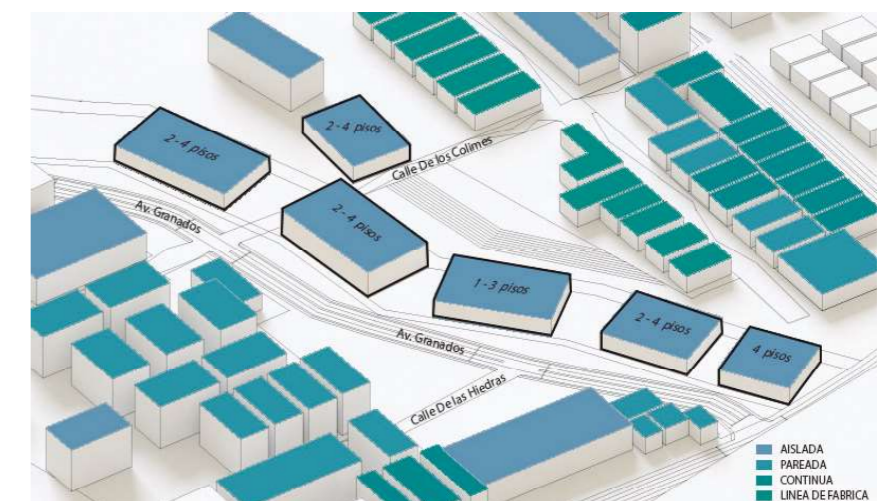 2 - 4 pisos
2 - 4 pisos
Calle De los Colimes
Av. Granados
2 - 4 pisos
1 - 3 pisos
2 - 4 pisos
Av. Granados
4 pisos
Calle De las Hiedras
AISLADA
PAREADA
CONTINUA
LINEA DE FABRICA